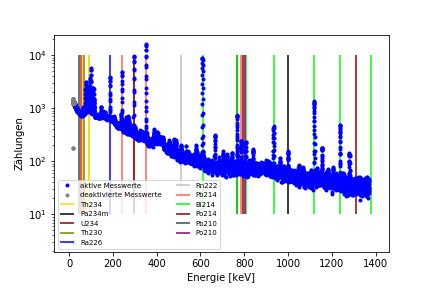 Zählungen
10⁴
10³
10²
10¹
aktive Messwerte
deaktivierte Messwerte
Th234
Pa234m
U234
Th230
Ra226
Rn222
Pb214
Bi214
Po214
Pb210
Po210
0 200 400 600 800 1000 1200 1400
Energie [keV]